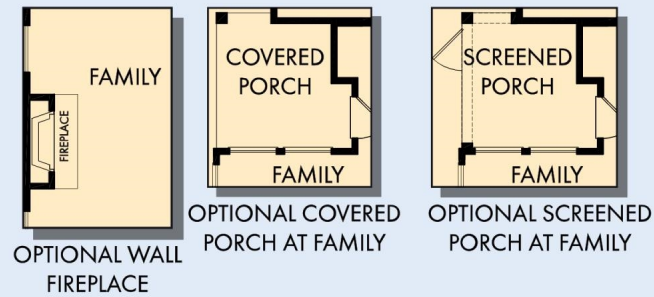 FAMILY
FIREPLACE
OPTIONAL WALL
FIREPLACE
COVERED
PORCH
FAMILY
OPTIONAL COVERED
PORCH AT FAMILY
SCREENED
PORCH
FAMILY
OPTIONAL SCREENED
PORCH AT FAMILY